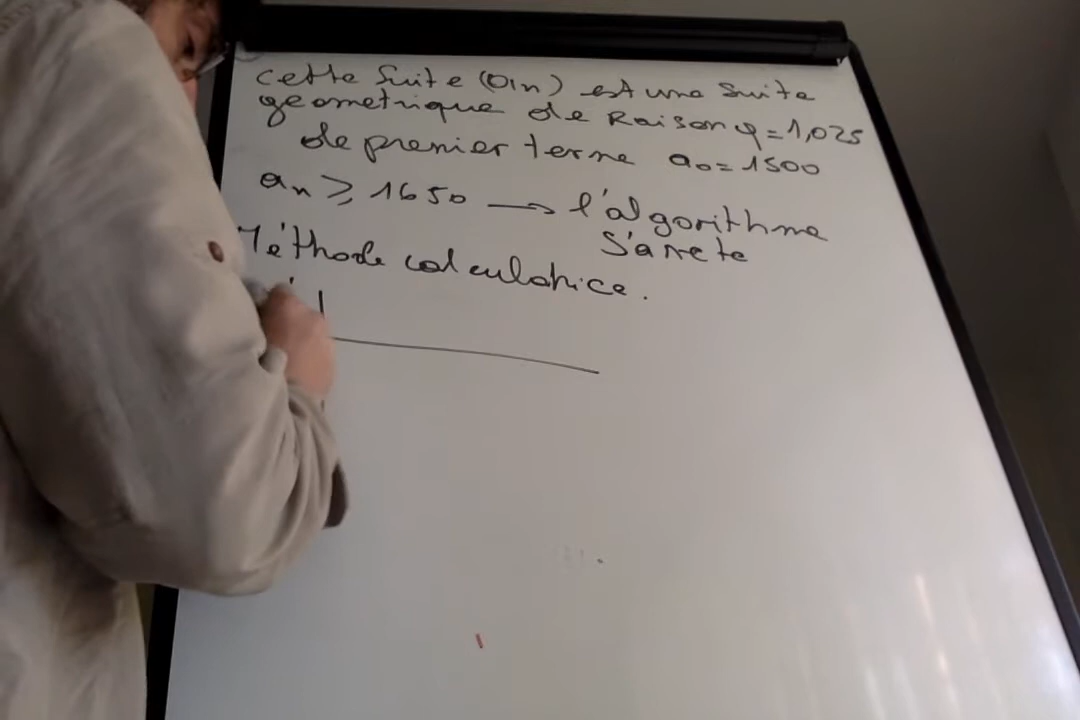 cette suite (an) est une suite
géometrique de Raison q = 1,025
de premier terme a₀ = 1500
aₙ ⩾ 1650 → l'algorithme
s'arrete
Méthode calculatrice.